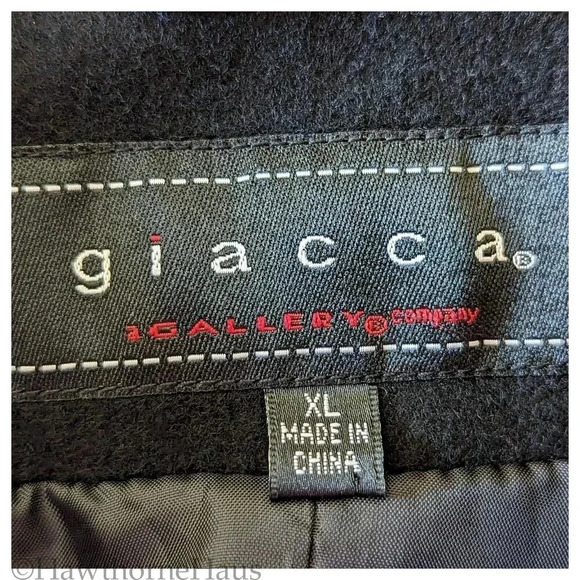 giacca®
a GALLERY® company
XL
MADE IN
CHINA
©HawthorneHaus